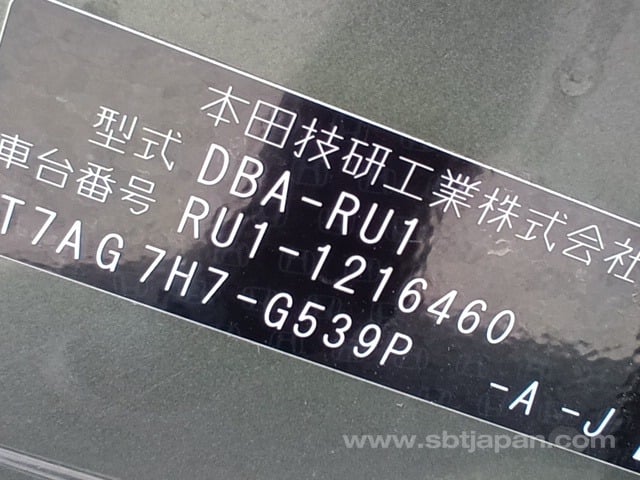 本田技研工業株式会社
型式 DBA-RU1
車台番号 RU1-1216460
T7AG 7H7-G539P -A -J
www.sbtjapan.com